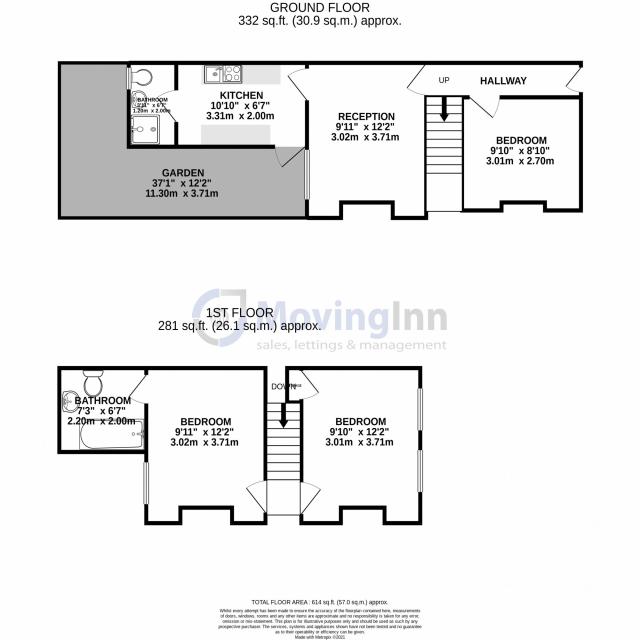 GROUND FLOOR
332 sq.ft. (30.9 sq.m.) approx.
BATHROOM
3'11" x 6'7"
1.20m x 2.00m
KITCHEN
10'10" x 6'7"
3.31m x 2.00m
RECEPTION
9'11" x 12'2"
3.02m x 3.71m
UP
HALLWAY
BEDROOM
9'10" x 8'10"
3.01m x 2.70m
GARDEN
37'1" x 12'2"
11.30m x 3.71m
MovingInn
sales, lettings & management
1ST FLOOR
281 sq.ft. (26.1 sq.m.) approx.
BATHROOM
7'3" x 6'7"
2.20m x 2.00m
BEDROOM
9'11" x 12'2"
3.02m x 3.71m
DOWN
BEDROOM
9'10" x 12'2"
3.01m x 3.71m
TOTAL FLOOR AREA : 614 sq.ft. (57.0 sq.m.) approx.
Whilst every attempt has been made to ensure the accuracy of the floorplan contained here, measurements
of doors, windows, rooms and any other items are approximate and no responsibility is taken for any error,
omission or mis-statement. This plan is for illustrative purposes only and should be used as such by any
prospective purchaser. The services, systems and appliances shown have not been tested and no guarantee
as to their operability or efficiency can be given.
Made with Metropix ©2021